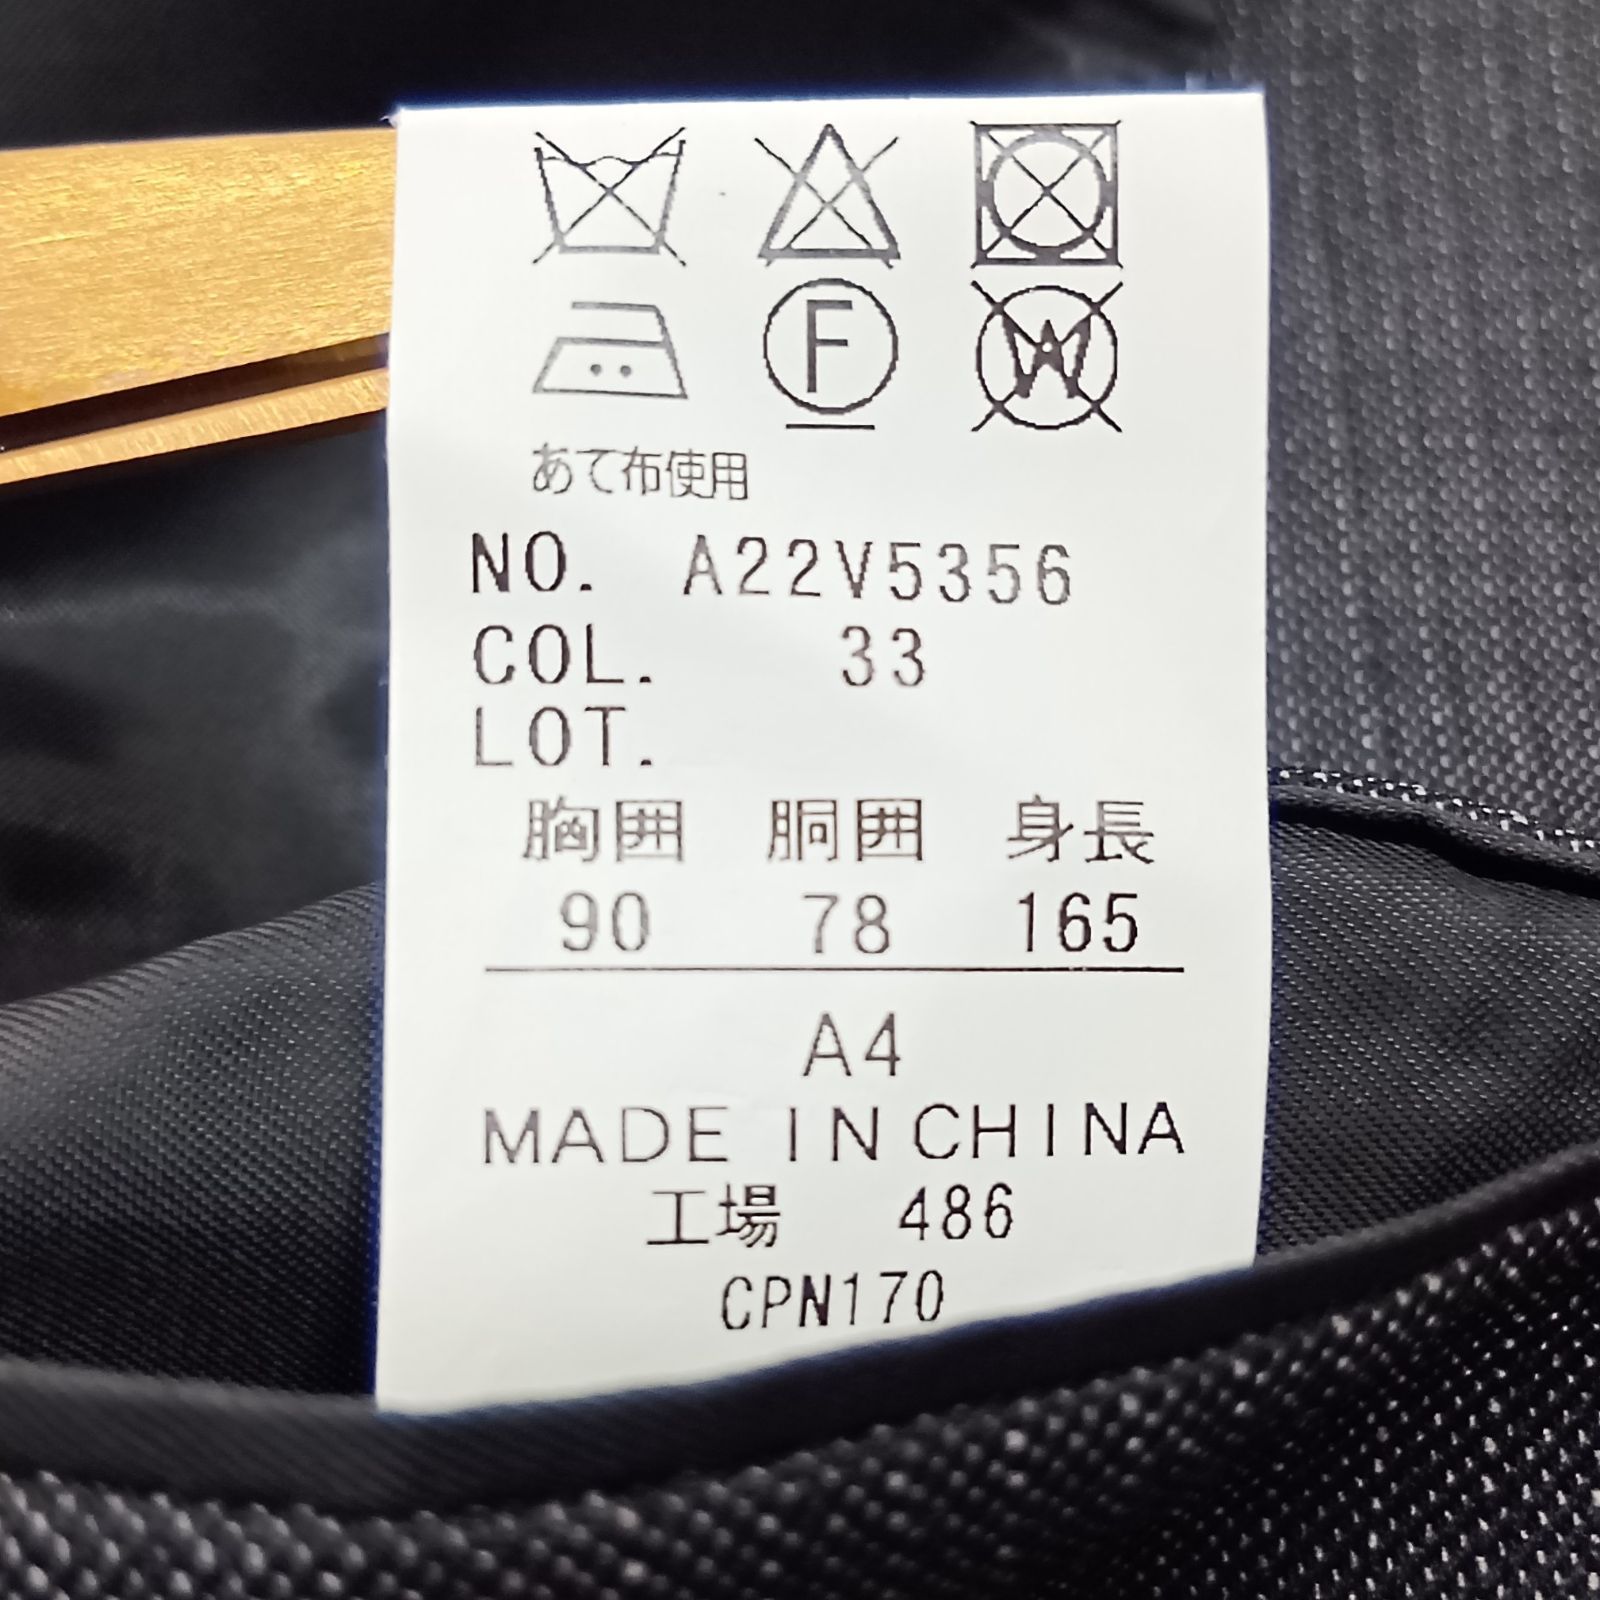 F
W
あて布使用
NO. A22V5356
COL. 33
LOT.
胸囲 胴囲 身長
90 78 165
A4
MADE IN CHINA
工場 486
CPN170